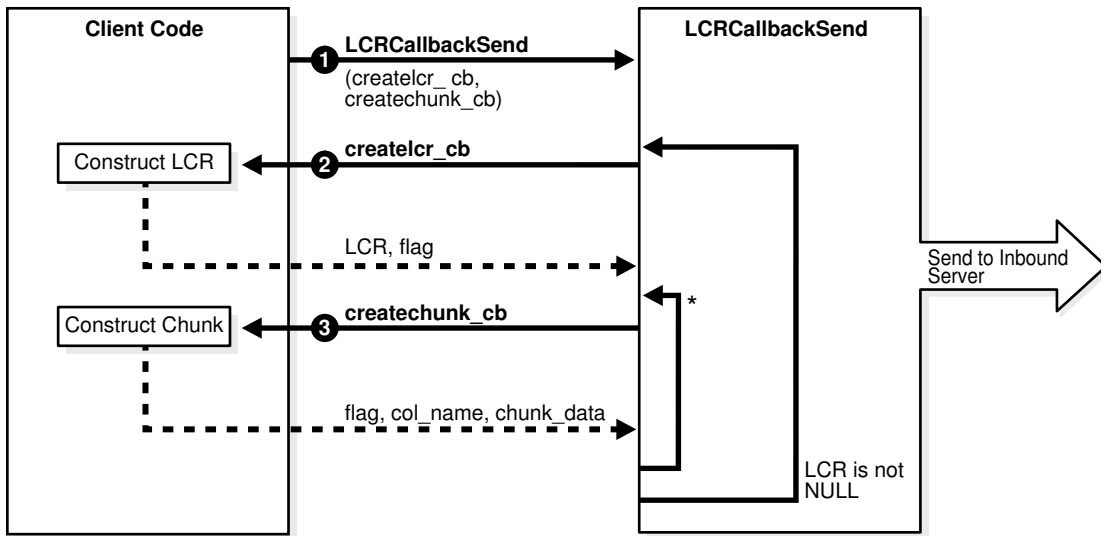 Client Code
LCRCallbackSend
1
LCRCallbackSend
(createlcr_ cb,
createchunk_cb)
Construct LCR
2
createlcr_cb
LCR, flag
Send to Inbound
Server
Construct Chunk
3
createchunk_cb
*
flag, col_name, chunk_data
LCR is not
NULL